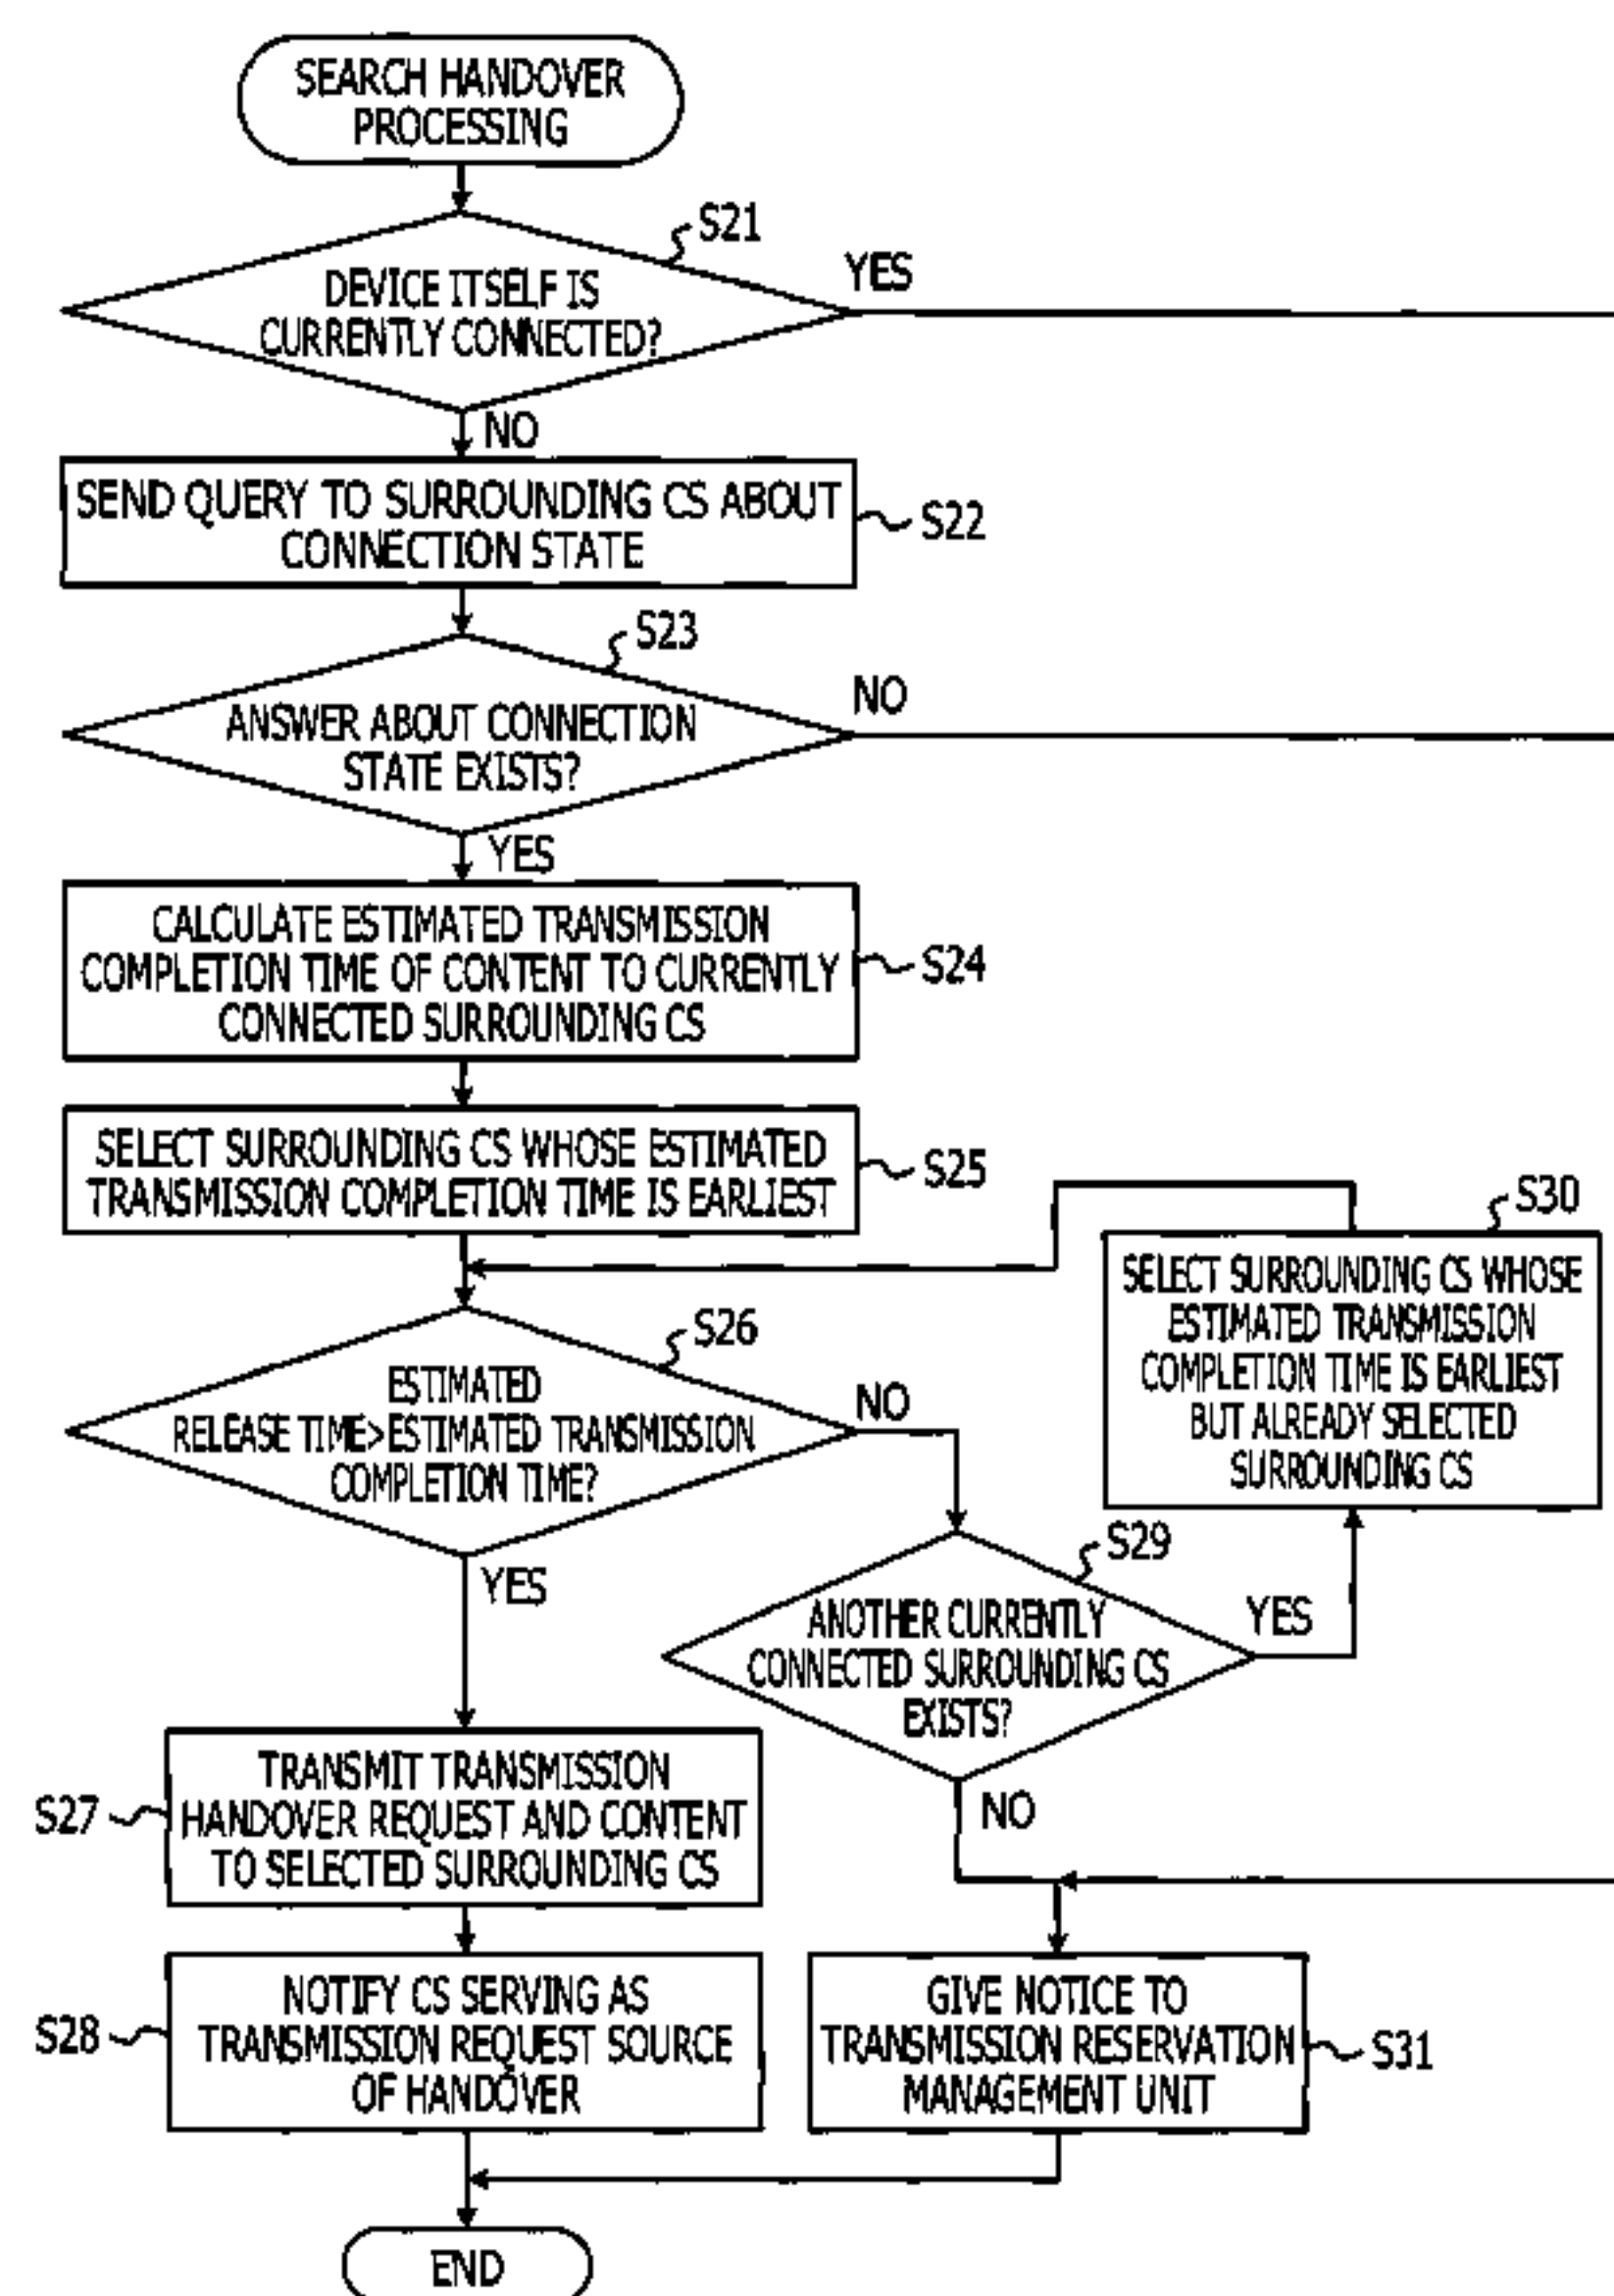 SEARCH HANDOVER
PROCESSING
S21
DEVICE ITSELF IS
CURRENTLY CONNECTED?
YES
NO
SEND QUERY TO SURROUNDING CS ABOUT
CONNECTION STATE
S22
S23
ANSWER ABOUT CONNECTION
STATE EXISTS?
NO
YES
CALCULATE ESTIMATED TRANSMISSION
COMPLETION TIME OF CONTENT TO CURRENTLY
CONNECTED SURROUNDING CS
S24
SELECT SURROUNDING CS WHOSE ESTIMATED
TRANSMISSION COMPLETION TIME IS EARLIEST
S25
S30
SELECT SURROUNDING CS WHOSE
ESTIMATED TRANSMISSION
COMPLETION TIME IS EARLIEST
BUT ALREADY SELECTED
SURROUNDING CS
S26
ESTIMATED
RELEASE TIME>ESTIMATED TRANSMISSION
COMPLETION TIME?
NO
YES
S29
ANOTHER CURRENTLY
CONNECTED SURROUNDING CS
EXISTS?
YES
NO
S27
TRANSMIT TRANSMISSION
HANDOVER REQUEST AND CONTENT
TO SELECTED SURROUNDING CS
S28
NOTIFY CS SERVING AS
TRANSMISSION REQUEST SOURCE
OF HANDOVER
GIVE NOTICE TO
TRANSMISSION RESERVATION
MANAGEMENT UNIT
S31
END